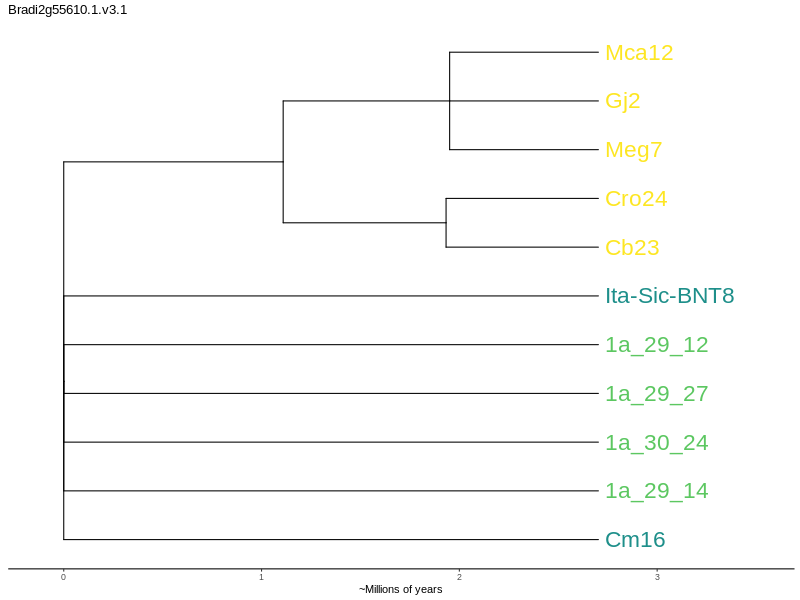 Bradi2g55610.1.v3.1
Mca12
Gj2
Meg7
Cro24
Cb23
Ita-Sic-BNT8
1a_29_12
1a_29_27
1a_30_24
1a_29_14
Cm16
0 1 2 3
~Millions of years